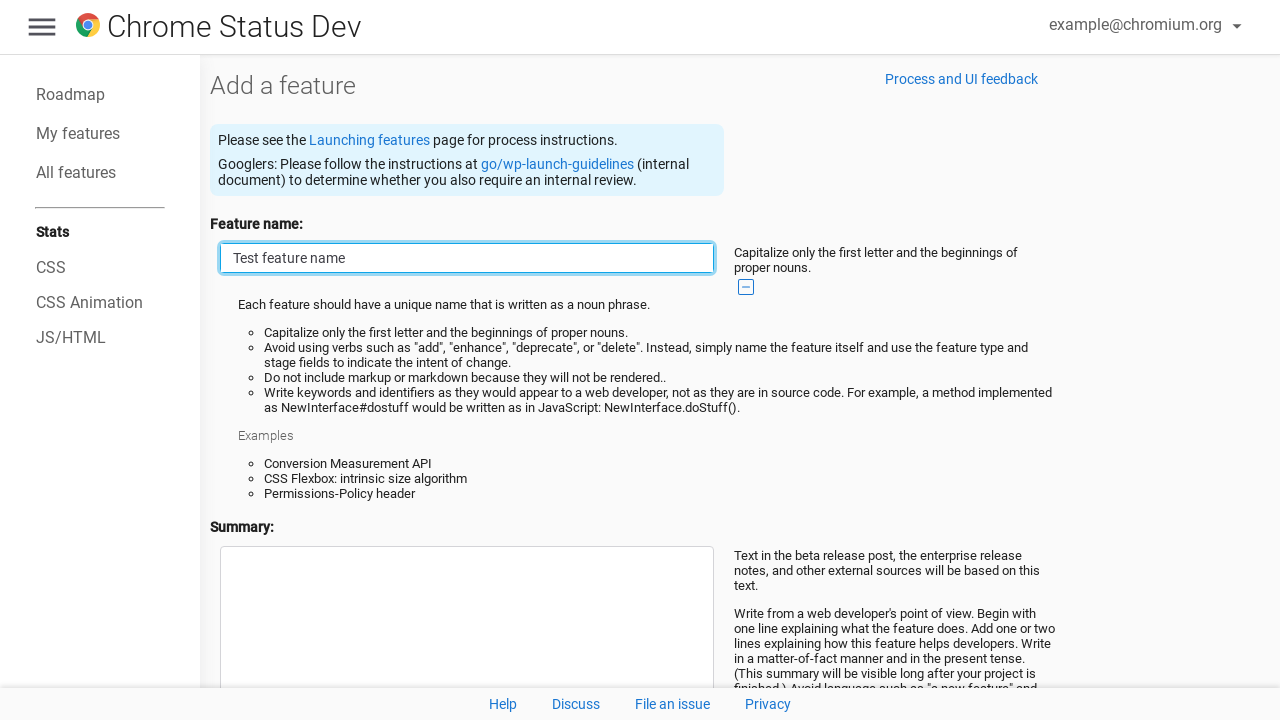 Chrome Status Dev
example@chromium.org
Roadmap
My features
All features
Stats
CSS
CSS Animation
JS/HTML
Add a feature
Process and UI feedback
Please see the Launching features page for process instructions.
Googlers: Please follow the instructions at go/wp-launch-guidelines (internal
document) to determine whether you also require an internal review.
Feature name:
Test feature name
Capitalize only the first letter and the beginnings of
proper nouns.
Each feature should have a unique name that is written as a noun phrase.
Capitalize only the first letter and the beginnings of proper nouns.
Avoid using verbs such as "add", "enhance", "deprecate", or "delete". Instead, simply name the feature itself and use the feature type and
stage fields to indicate the intent of change.
Do not include markup or markdown because they will not be rendered..
Write keywords and identifiers as they would appear to a web developer, not as they are in source code. For example, a method implemented
as NewInterface#dostuff would be written as in JavaScript: NewInterface.doStuff().
Examples
Conversion Measurement API
CSS Flexbox: intrinsic size algorithm
Permissions-Policy header
Summary:
Text in the beta release post, the enterprise release
notes, and other external sources will be based on this
text.
Write from a web developer's point of view. Begin with
one line explaining what the feature does. Add one or two
lines explaining how this feature helps developers. Write
in a matter-of-fact manner and in the present tense.
(This summary will be visible long after your project is
finished.) Avoid language such as "a new feature" and
Help
Discuss
File an issue
Privacy